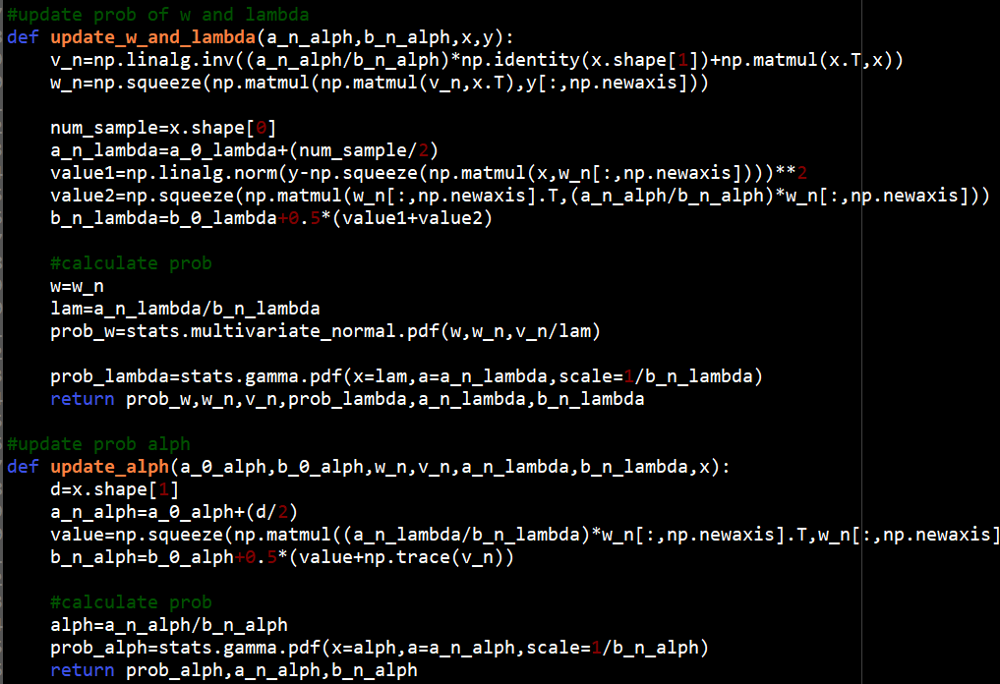 #update prob of w and lambda
def update_w_and_lambda(a_n_alph,b_n_alph,x,y):
    v_n=np.linalg.inv((a_n_alph/b_n_alph)*np.identity(x.shape[1])+np.matmul(x.T,x))
    w_n=np.squeeze(np.matmul(np.matmul(v_n,x.T),y[:,np.newaxis]))

    num_sample=x.shape[0]
    a_n_lambda=a_0_lambda+(num_sample/2)
    value1=np.linalg.norm(y-np.squeeze(np.matmul(x,w_n[:,np.newaxis])))**2
    value2=np.squeeze(np.matmul(w_n[:,np.newaxis].T,(a_n_alph/b_n_alph)*w_n[:,np.newaxis]))
    b_n_lambda=b_0_lambda+0.5*(value1+value2)

    #calculate prob
    w=w_n
    lam=a_n_lambda/b_n_lambda
    prob_w=stats.multivariate_normal.pdf(w,w_n,v_n/lam)

    prob_lambda=stats.gamma.pdf(x=lam,a=a_n_lambda,scale=1/b_n_lambda)
    return prob_w,w_n,v_n,prob_lambda,a_n_lambda,b_n_lambda

#update prob alph
def update_alph(a_0_alph,b_0_alph,w_n,v_n,a_n_lambda,b_n_lambda,x):
    d=x.shape[1]
    a_n_alph=a_0_alph+(d/2)
    value=np.squeeze(np.matmul((a_n_lambda/b_n_lambda)*w_n[:,np.newaxis].T,w_n[:,np.newaxis]
    b_n_alph=b_0_alph+0.5*(value+np.trace(v_n))

    #calculate prob
    alph=a_n_alph/b_n_alph
    prob_alph=stats.gamma.pdf(x=alph,a=a_n_alph,scale=1/b_n_alph)
    return prob_alph,a_n_alph,b_n_alph